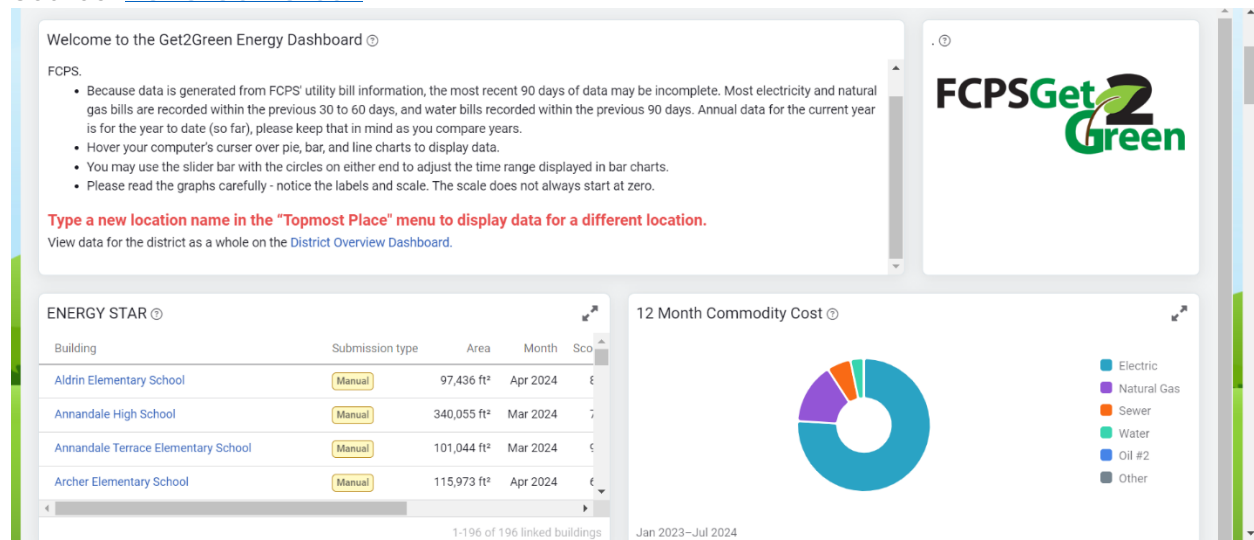 Welcome to the Get2Green Energy Dashboard
.
FCPS.
• Because data is generated from FCPS' utility bill information, the most recent 90 days of data may be incomplete. Most electricity and natural
gas bills are recorded within the previous 30 to 60 days, and water bills recorded within the previous 90 days. Annual data for the current year
is for the year to date (so far), please keep that in mind as you compare years.
• Hover your computer's curser over pie, bar, and line charts to display data.
• You may use the slider bar with the circles on either end to adjust the time range displayed in bar charts.
• Please read the graphs carefully - notice the labels and scale. The scale does not always start at zero.
Type a new location name in the "Topmost Place" menu to display data for a different location.
View data for the district as a whole on the District Overview Dashboard.
FCPSGet2
Green
ENERGY STAR
Building Submission type Area Month Sco
Aldrin Elementary School Manual 97,436 ft² Apr 2024
Annandale High School Manual 340,055 ft² Mar 2024
Annandale Terrace Elementary School Manual 101,044 ft² Mar 2024
Archer Elementary School Manual 115,973 ft² Apr 2024
1-196 of 196 linked buildings
12 Month Commodity Cost
Electric
Natural Gas
Sewer
Water
Oil #2
Other
Jan 2023–Jul 2024